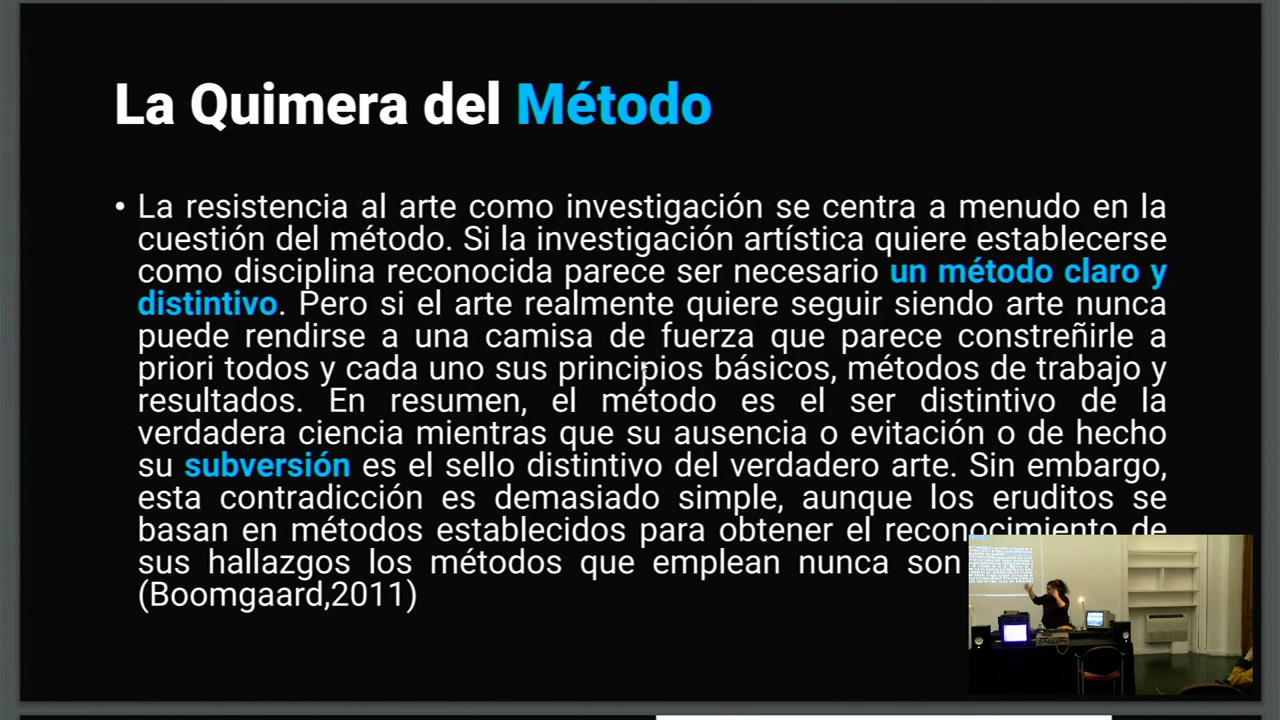 La Quimera del Método
• La resistencia al arte como investigación se centra a menudo en la
cuestión del método. Si la investigación artística quiere establecerse
como disciplina reconocida parece ser necesario un método claro y
distintivo. Pero si el arte realmente quiere seguir siendo arte nunca
puede rendirse a una camisa de fuerza que parece constreñirle a
priori todos y cada uno sus principios básicos, métodos de trabajo y
resultados. En resumen, el método es el ser distintivo de la
verdadera ciencia mientras que su ausencia o evitación o de hecho
su subversión es el sello distintivo del verdadero arte. Sin embargo,
esta contradicción es demasiado simple, aunque los eruditos se
basan en métodos establecidos para obtener el reconocimiento de
sus hallazgos los métodos que emplean nunca son
(Boomgaard,2011)